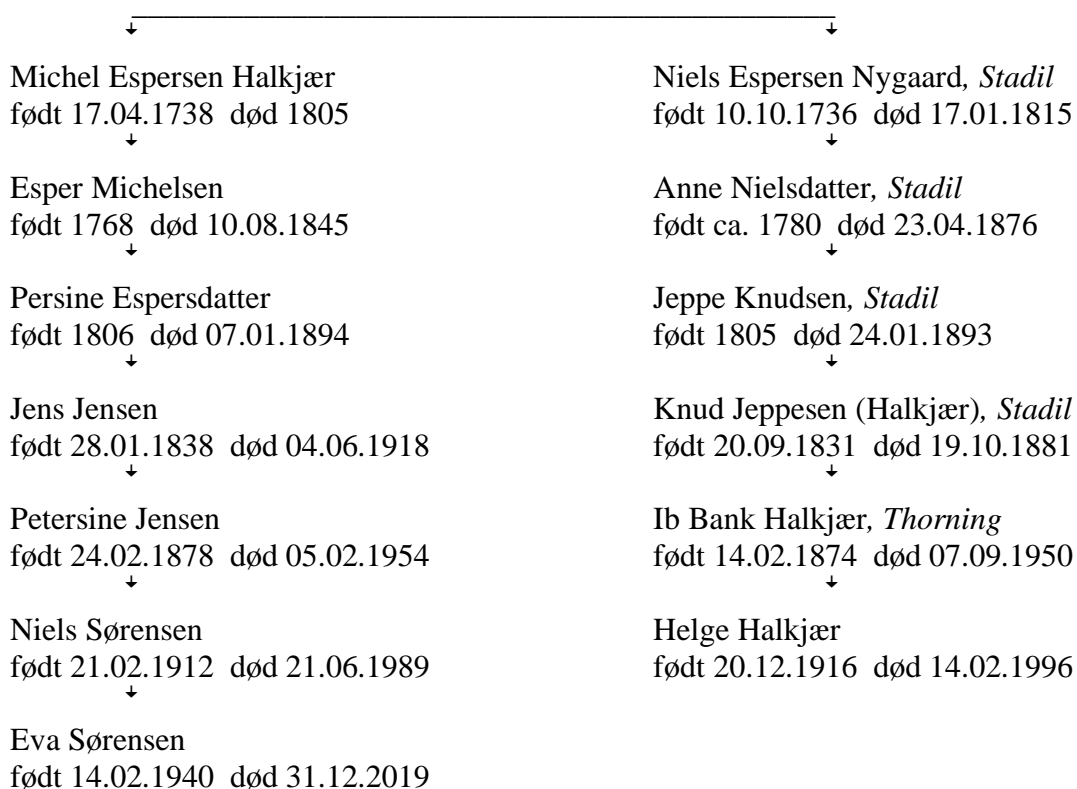 Michel Espersen Halkjær
født 17.04.1738 død 1805
Esper Michelsen
født 1768 død 10.08.1845
Persine Espersdatter
født 1806 død 07.01.1894
Jens Jensen
født 28.01.1838 død 04.06.1918
Petersine Jensen
født 24.02.1878 død 05.02.1954
Niels Sørensen
født 21.02.1912 død 21.06.1989
Eva Sørensen
født 14.02.1940 død 31.12.2019
Niels Espersen Nygaard, Stadil
født 10.10.1736 død 17.01.1815
Anne Nielsdatter, Stadil
født ca. 1780 død 23.04.1876
Jeppe Knudsen, Stadil
født 1805 død 24.01.1893
Knud Jeppesen (Halkjær), Stadil
født 20.09.1831 død 19.10.1881
Ib Bank Halkjær, Thorning
født 14.02.1874 død 07.09.1950
Helge Halkjær
født 20.12.1916 død 14.02.1996